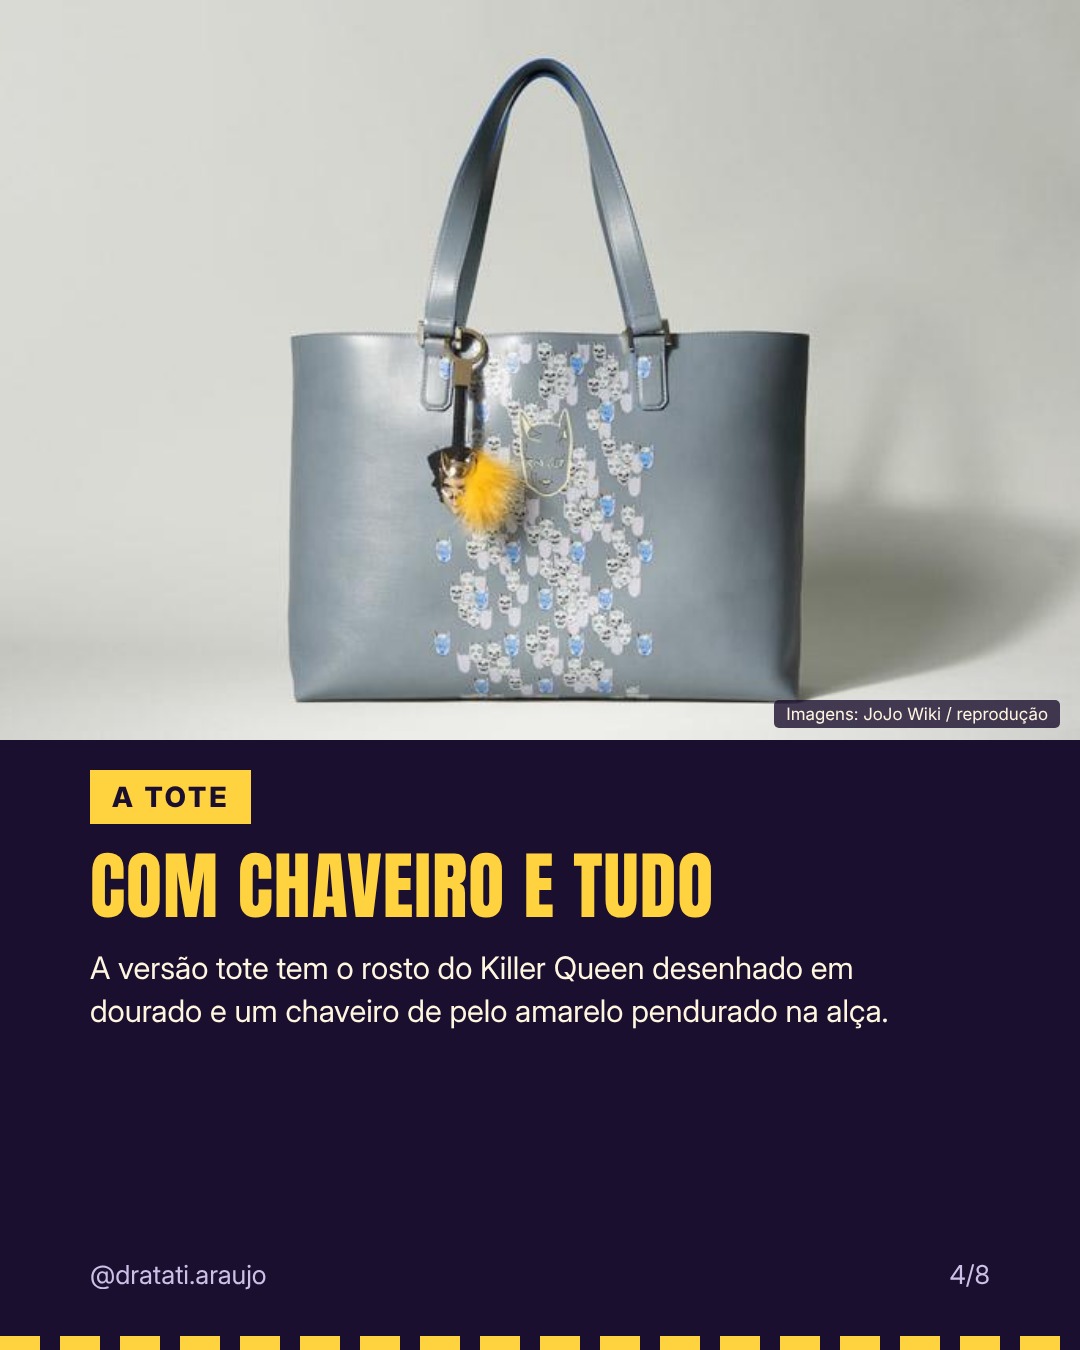 Imagens: JoJo Wiki / reprodução
A TOTE
COM CHAVEIRO E TUDO
A versão tote tem o rosto do Killer Queen desenhado em
dourado e um chaveiro de pelo amarelo pendurado na alça.
@dratati.araujo
4/8